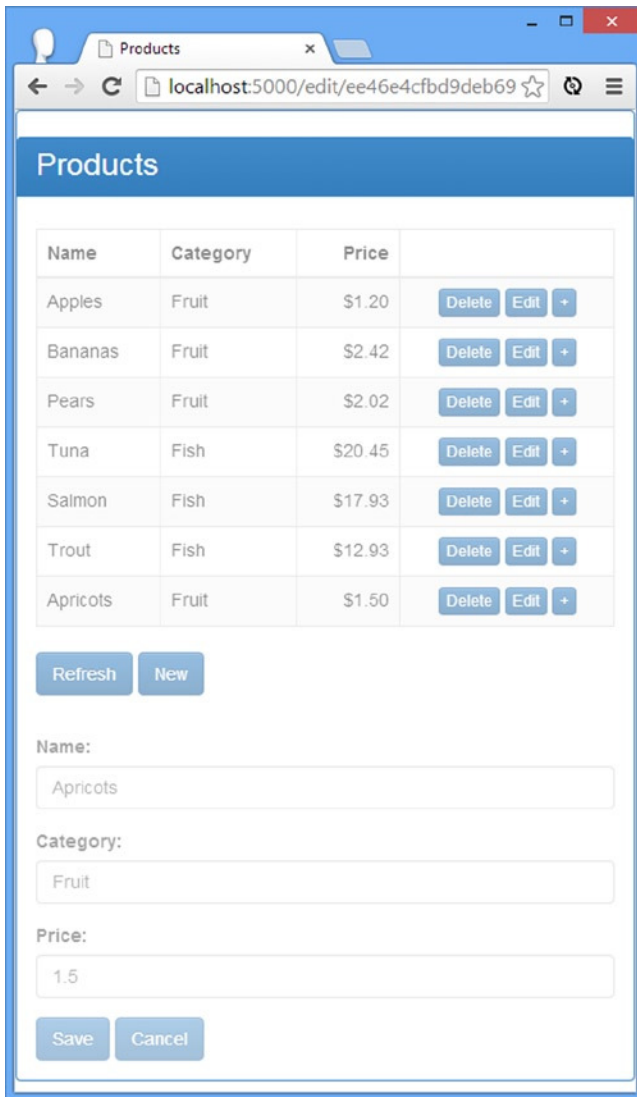 Products
localhost:5000/edit/ee46e4cfbd9deb69
Products
Name Category Price
Apples Fruit $1.20 Delete Edit +
Bananas Fruit $2.42 Delete Edit +
Pears Fruit $2.02 Delete Edit +
Tuna Fish $20.45 Delete Edit +
Salmon Fish $17.93 Delete Edit +
Trout Fish $12.93 Delete Edit +
Apricots Fruit $1.50 Delete Edit +
Refresh New
Name:
Apricots
Category:
Fruit
Price:
1.5
Save Cancel